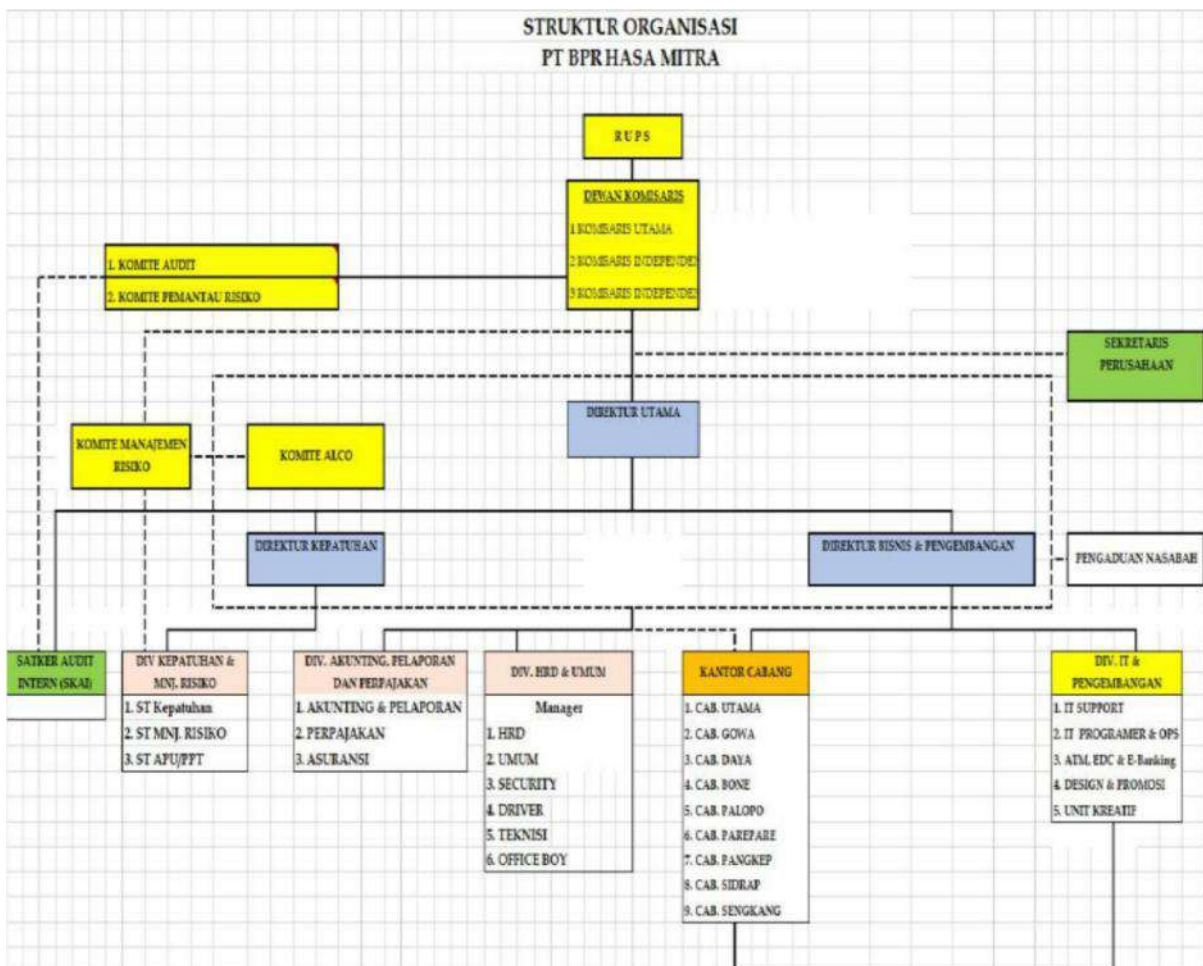 STRUKTUR ORGANISASI
PT BPR HASA MITRA
RUPS
DEWAN KOMISARIS
1 KOMISARIS UTAMA
2 KOMISARIS INDEPENDE
3 KOMISARIS INDEPENDE
1. KOMITE AUDIT
2. KOMITE PEMANTAU RISIKO
SEKRETARIS
PERUSAHAAN
DIREKTUR UTAMA
KOMITE MANAJEMEN
RISIKO
KOMITE ALCO
DIREKTUR KEPATUHAN
DIREKTUR BISNIS & PENGEMBANGAN
PENGADUAN NASABAH
SATKER AUDIT
INTERN (SKAI)
DIV KEPATUHAN &
MNJ. RISIKO
1. ST Kepatuhan
2. ST MNJ. RISIKO
3. ST APU/PPT
DIV. AKUNTING, PELAPORAN
DAN PERPAJAKAN
1. AKUNTING & PELAPORAN
2. PERPAJAKAN
3. ASURANSI
DIV. HRD & UMUM
Manager
1. HRD
2. UMUM
3. SECURITY
4. DRIVER
5. TEKNISI
6. OFFICE BOY
KANTOR CABANG
1. CAB. UTAMA
2. CAB. GOWA
3. CAB. DAYA
4. CAB. BONE
5. CAB. PALOPO
6. CAB. PAREPARE
7. CAB. PANGKEP
8. CAB. SIDRAP
9. CAB. SENGKANG
DIV. IT &
PENGEMBANGAN
1. IT SUPPORT
2. IT PROGRAMER & OPS
3. ATM, EDC & E-Banking
4. DESIGN & PROMOSI
5. UNIT KREATIF